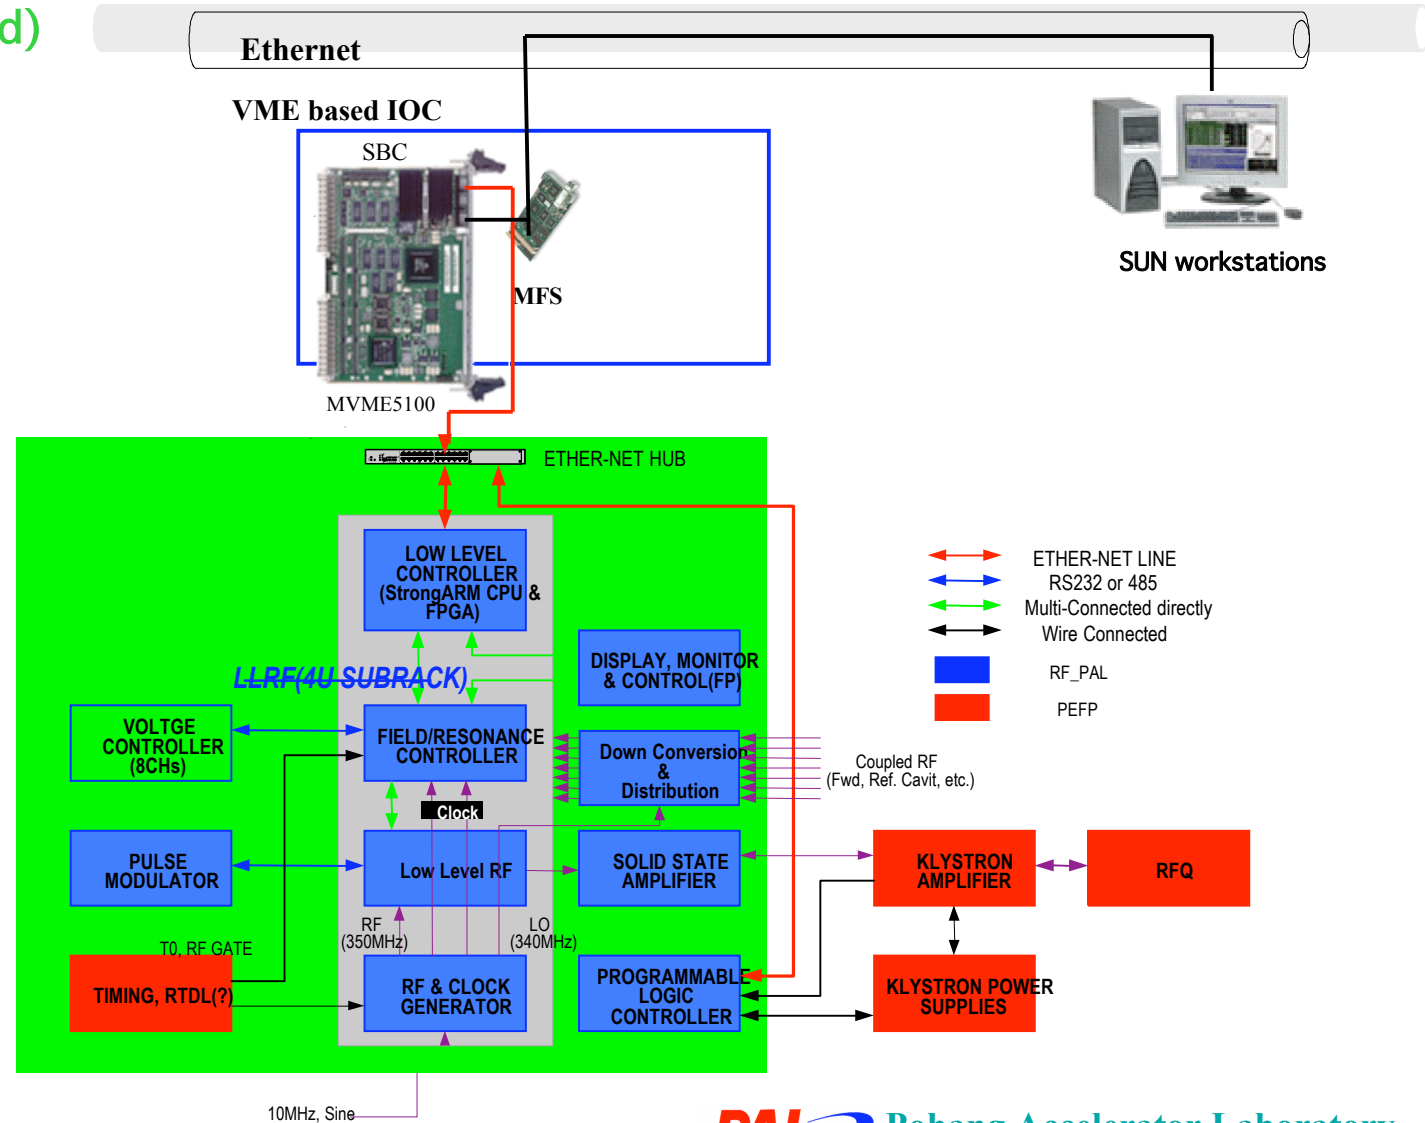 d)
Ethernet
VME based IOC
SBC
SUN workstations
MFS
MVME5100
ETHER-NET HUB
LOW LEVEL
CONTROLLER
(StrongARM CPU &
FPGA)
ETHER-NET LINE
RS232 or 485
Multi-Connected directly
Wire Connected
RF_PAL
PEFP
DISPLAY, MONITOR
& CONTROL(FP)
LLRF(4U SUBRACK)
VOLTGE
CONTROLLER
(8CHs)
FIELD/RESONANCE
CONTROLLER
Down Conversion
&
Distribution
Coupled RF
(Fwd, Ref. Cavit, etc.)
Clock
PULSE
MODULATOR
Low Level RF
SOLID STATE
AMPLIFIER
KLYSTRON
AMPLIFIER
RFQ
RF
(350MHz)
LO
(340MHz)
T0, RF GATE
TIMING, RTDL(?)
RF & CLOCK
GENERATOR
PROGRAMMABLE
LOGIC
CONTROLLER
KLYSTRON POWER
SUPPLIES
10MHz, Sine
PAL
Pohang Accelerator Laboratory